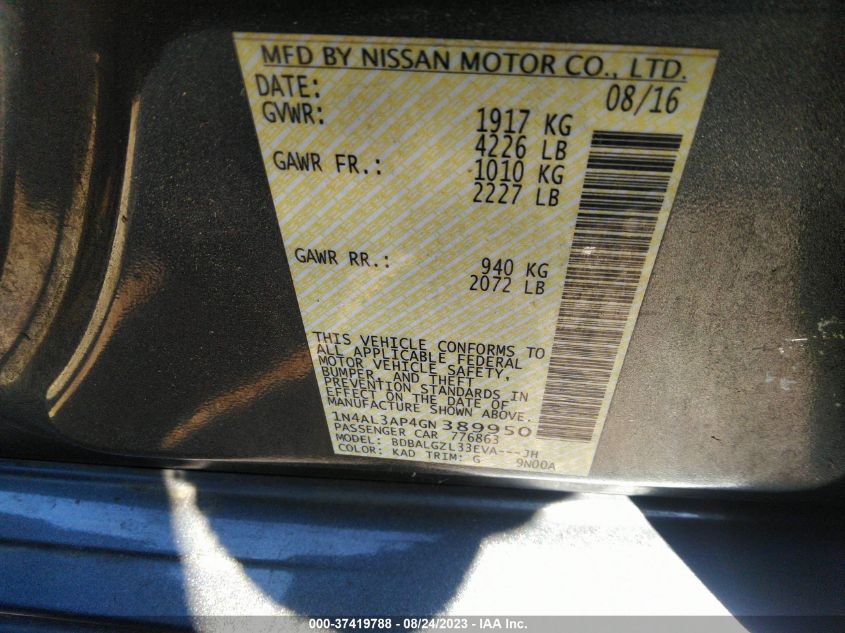 MFD BY NISSAN MOTOR CO., LTD.
DATE: 08/16
GVWR: 1917 KG
4226 LB
GAWR FR.: 1010 KG
2227 LB
GAWR RR.: 940 KG
2072 LB
THIS VEHICLE CONFORMS TO
ALL APPLICABLE FEDERAL
MOTOR VEHICLE SAFETY,
BUMPER, AND THEFT
PREVENTION STANDARDS IN
EFFECT ON THE DATE OF
MANUFACTURE SHOWN ABOVE.
1N4AL3AP4GN389950
PASSENGER CAR 776863
MODEL: BDBALGZL33EVA---JH
COLOR: KAD TRIM: G 9N00A
000-37419788 - 08/24/2023 - IAA Inc.